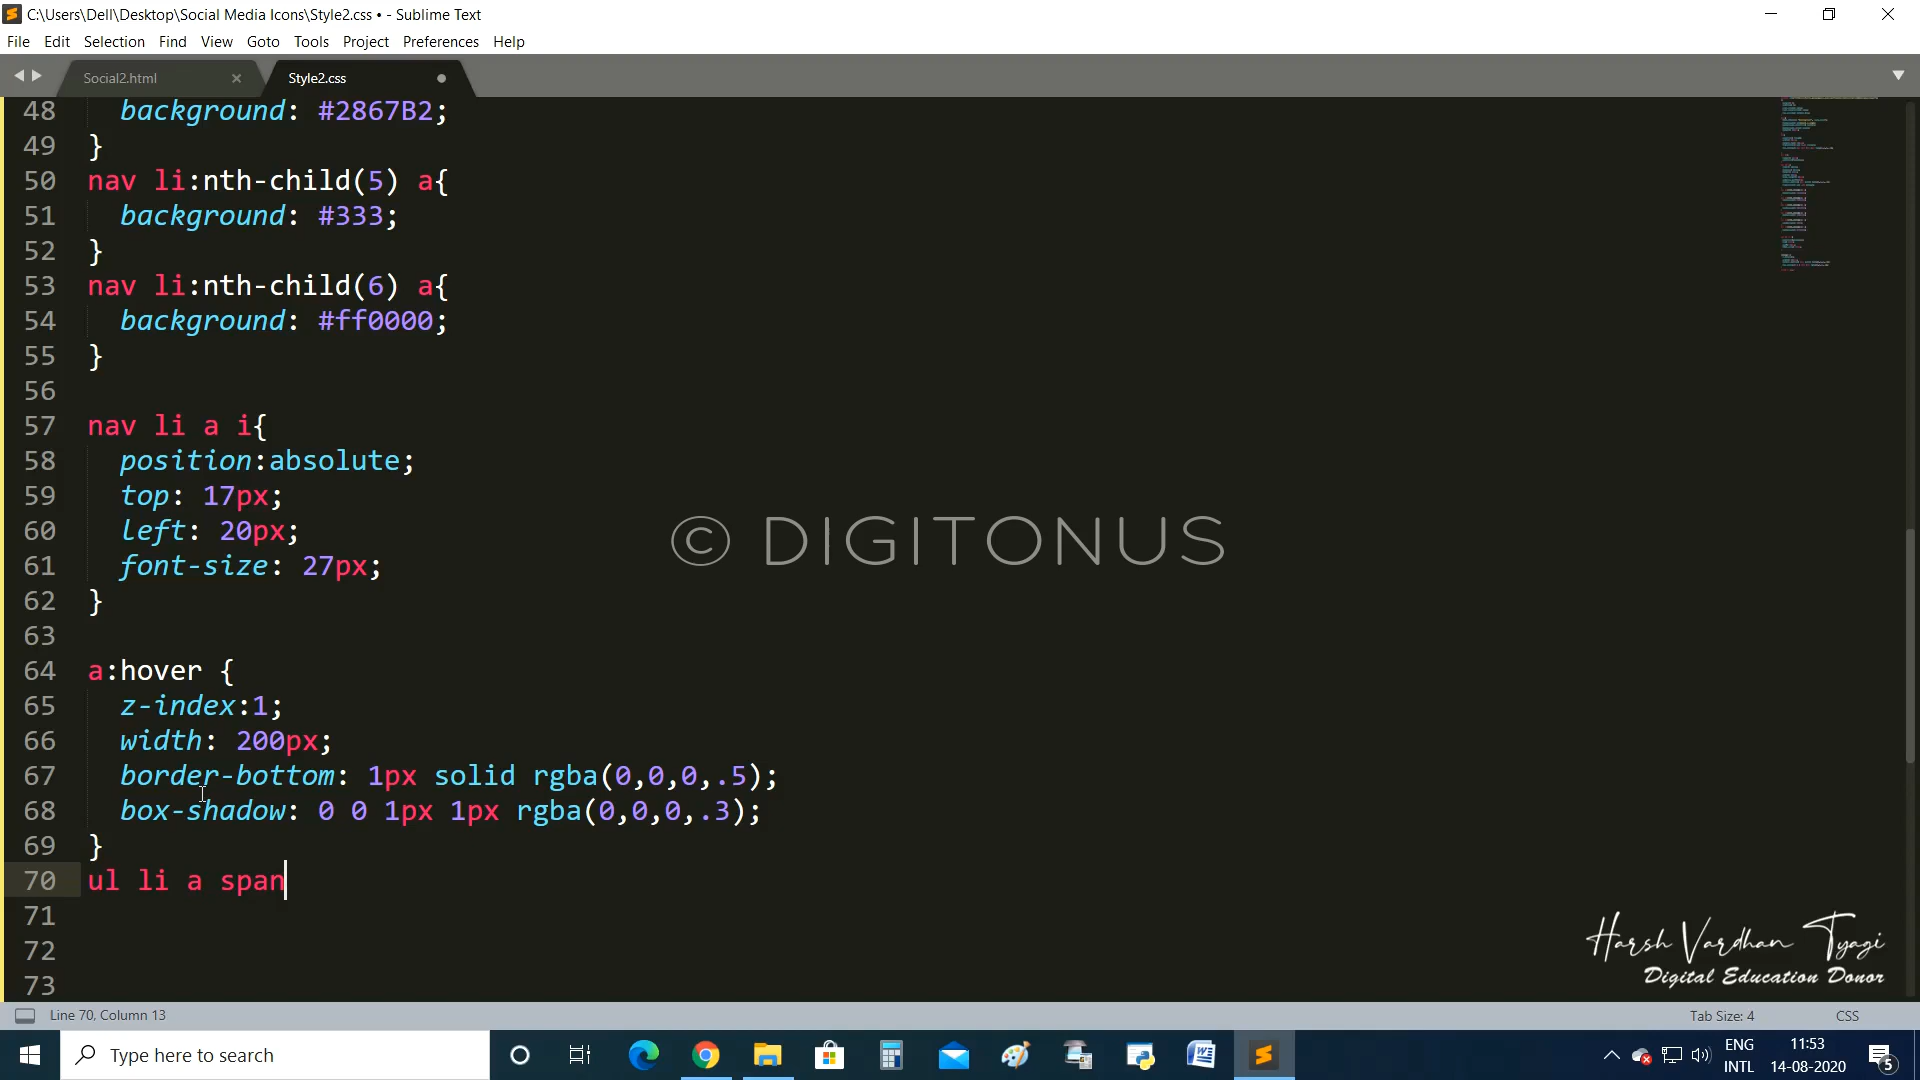 C:\Users\Dell\Desktop\Social Media Icons\Style2.css • - Sublime Text
File Edit Selection Find View Goto Tools Project Preferences Help
Social2.html Style2.css
48 background: #2867B2;
49 }
50 nav li:nth-child(5) a{
51 background: #333;
52 }
53 nav li:nth-child(6) a{
54 background: #ff0000;
55 }
56
57 nav li a i{
58 position:absolute;
59 top: 17px;
60 left: 20px;
61 font-size: 27px;
62 }
63
64 a:hover {
65 z-index:1;
66 width: 200px;
67 border-bottom: 1px solid rgba(0,0,0,.5);
68 box-shadow: 0 0 1px 1px rgba(0,0,0,.3);
69 }
70 ul li a span
71
72
73
© DIGITONUS
Harsh Vardhan Tyagi
Digital Education Donor
Line 70, Column 13 Tab Size: 4 CSS
Type here to search
ENG
INTL
11:53
14-08-2020
5